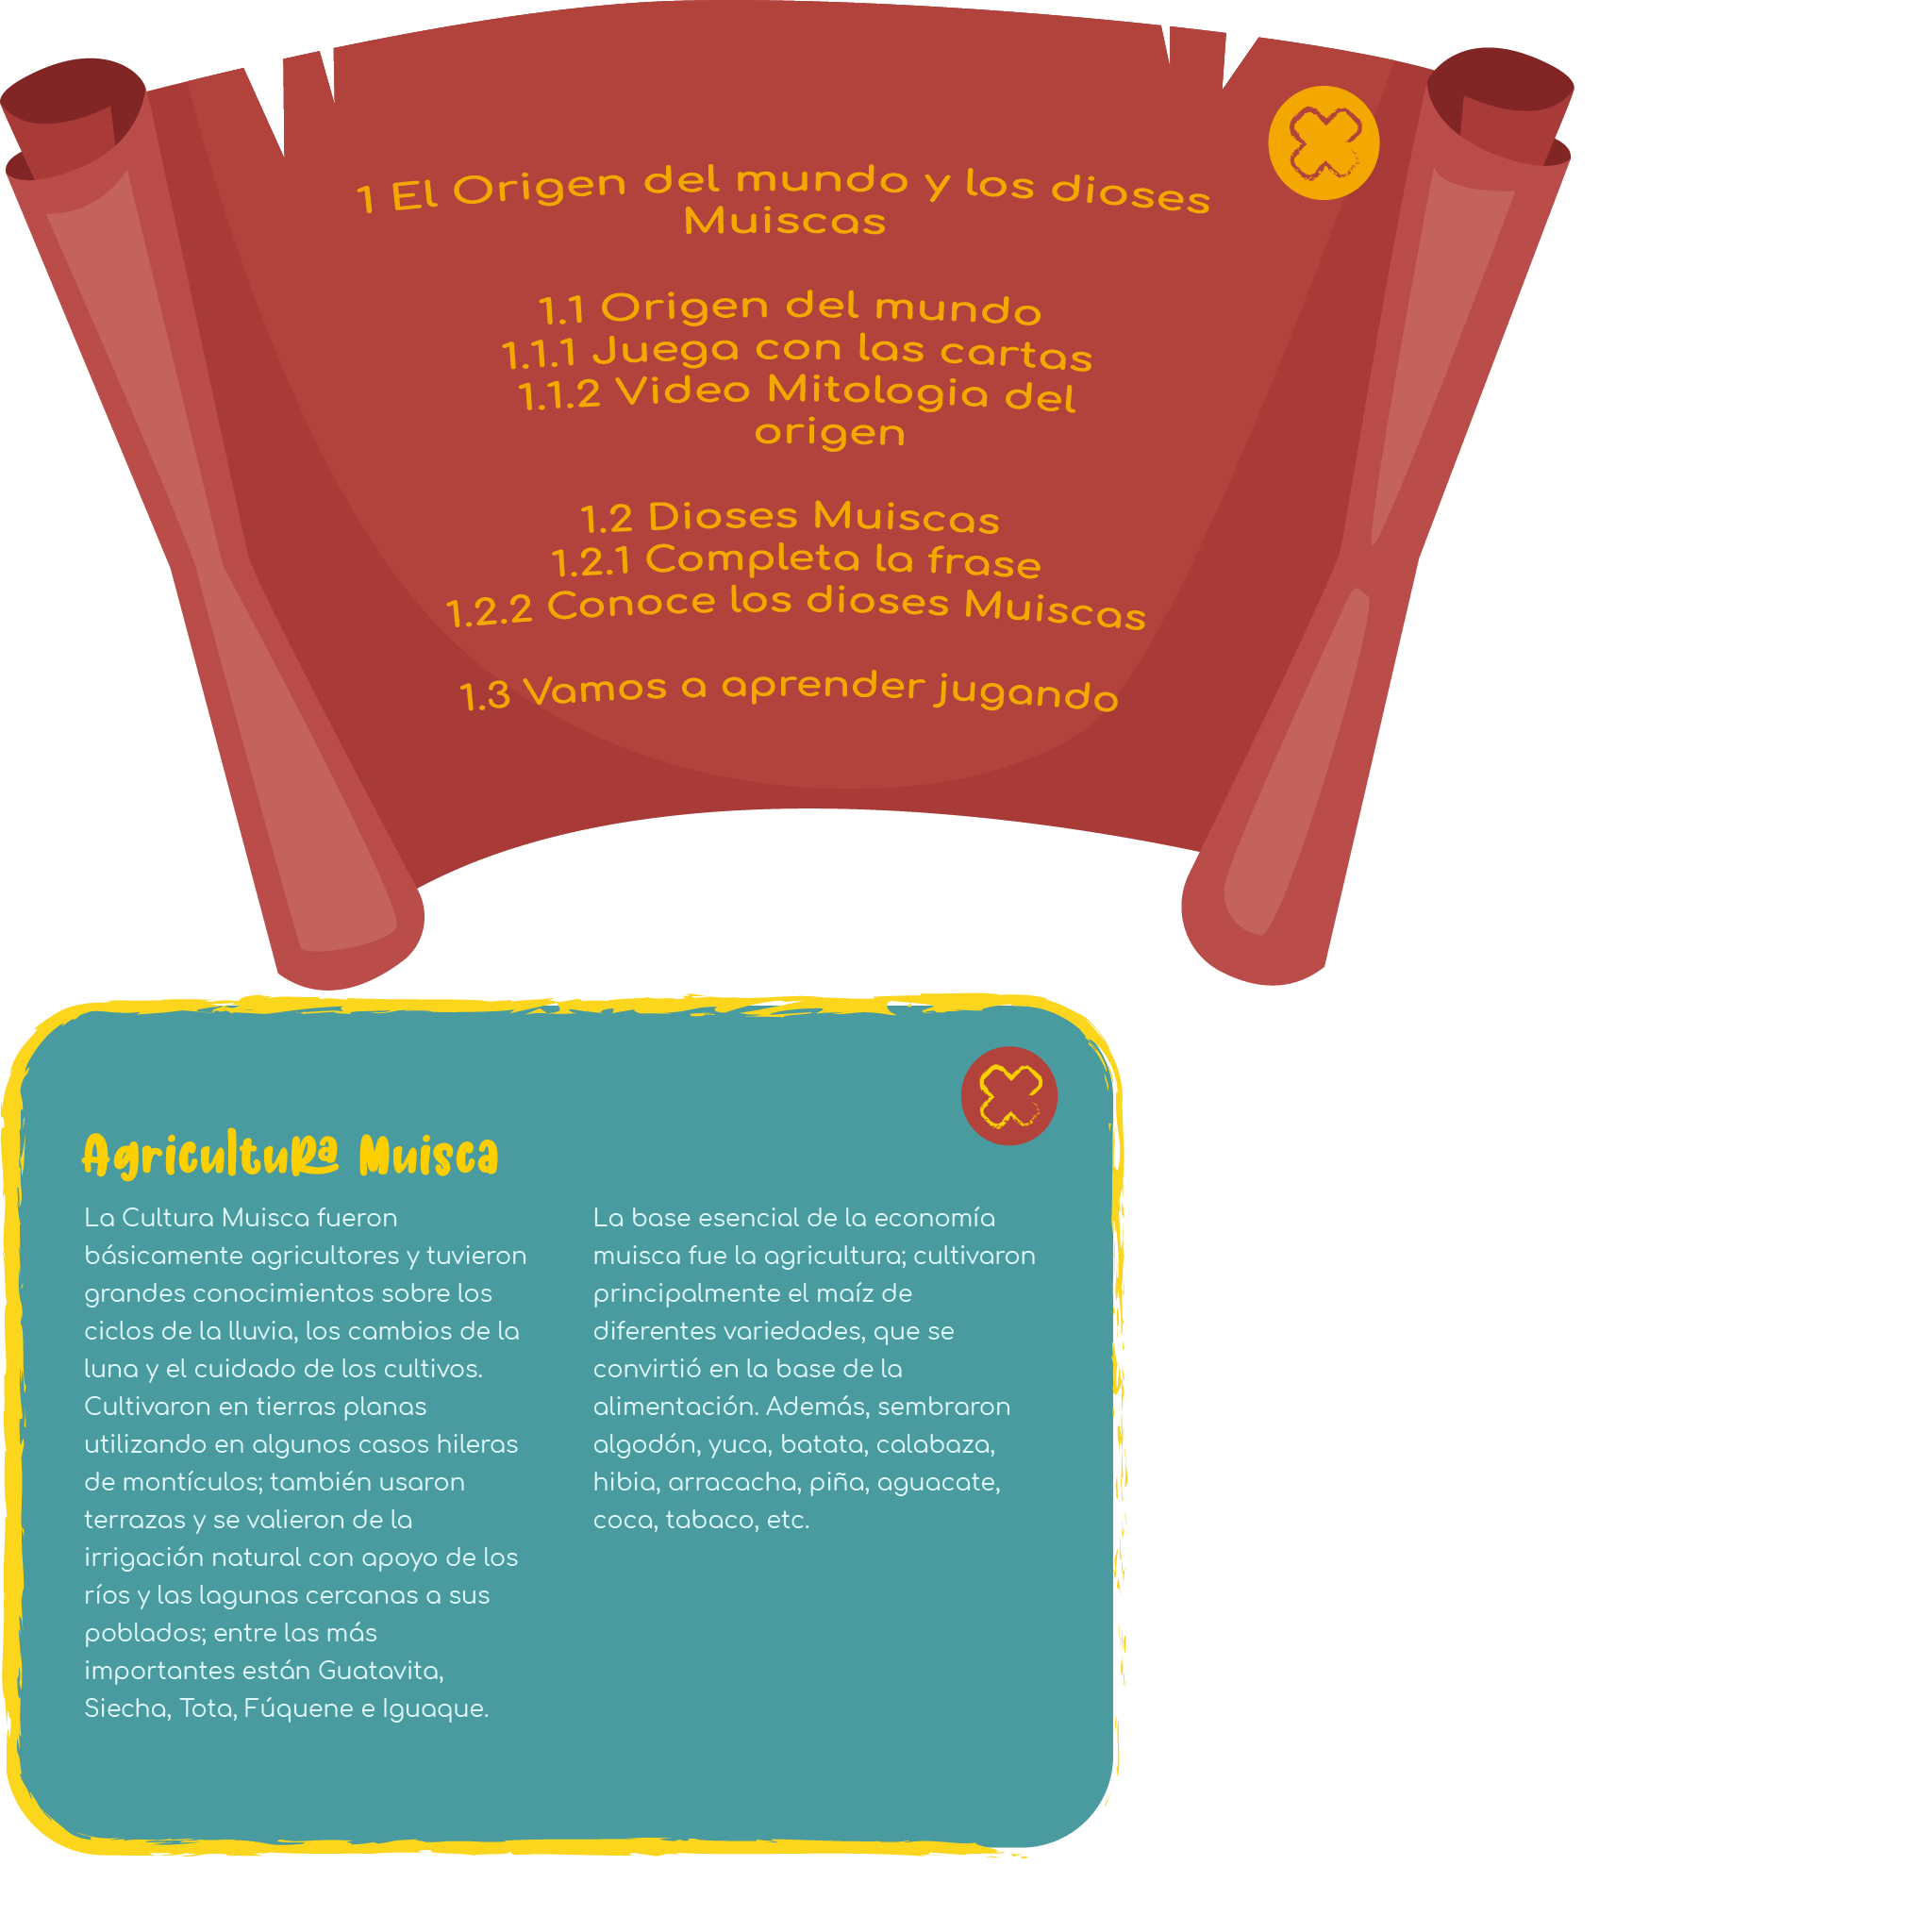 1 El Origen del mundo y los dioses
Muiscas
1.1 Origen del mundo
1.1.1 Juega con las cartas
1.1.2 Video Mitologia del
origen
1.2 Dioses Muiscas
1.2.1 Completa la frase
1.2.2 Conoce los dioses Muiscas
1.3 Vamos a aprender jugando
Agricultura Muisca
La Cultura Muisca fueron
básicamente agricultores y tuvieron
grandes conocimientos sobre los
ciclos de la lluvia, los cambios de la
luna y el cuidado de los cultivos.
Cultivaron en tierras planas
utilizando en algunos casos hileras
de montículos; también usaron
terrazas y se valieron de la
irrigación natural con apoyo de los
ríos y las lagunas cercanas a sus
poblados; entre las más
importantes están Guatavita,
Siecha, Tota, Fúquene e Iguaque.
La base esencial de la economía
muisca fue la agricultura; cultivaron
principalmente el maíz de
diferentes variedades, que se
convirtió en la base de la
alimentación. Además, sembraron
algodón, yuca, batata, calabaza,
hibia, arracacha, piña, aguacate,
coca, tabaco, etc.